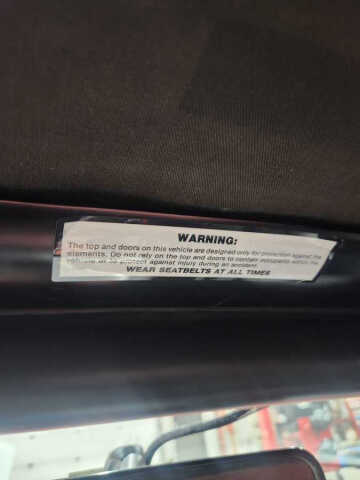 WARNING:
The top and doors on this vehicle are designed only for protection against the
elements. Do not rely on the top and doors to contain occupants within the
vehicle or to protect against injury during an accident.
WEAR SEATBELTS AT ALL TIMES